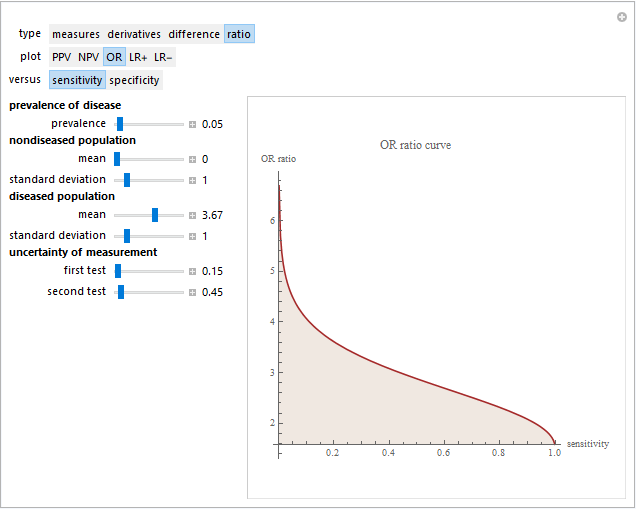 type measures derivatives difference ratio
plot PPV NPV OR LR+ LR−
versus sensitivity specificity
prevalence of disease
prevalence 0.05
nondiseased population
mean 0
standard deviation 1
diseased population
mean 3.67
standard deviation 1
uncertainty of measurement
first test 0.15
second test 0.45
OR ratio curve
OR ratio
6
5
4
3
2
0.2 0.4 0.6 0.8 1.0
sensitivity